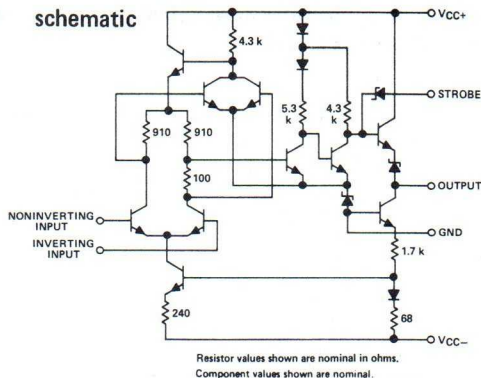 schematic
VCC+
4.3 k
STROBE
5.3
k
4.3
k
910
910
100
OUTPUT
NONINVERTING
INPUT
GND
INVERTING
INPUT
1.7 k
240
68
VCC−
Resistor values shown are nominal in ohms.
Component values shown are nominal.